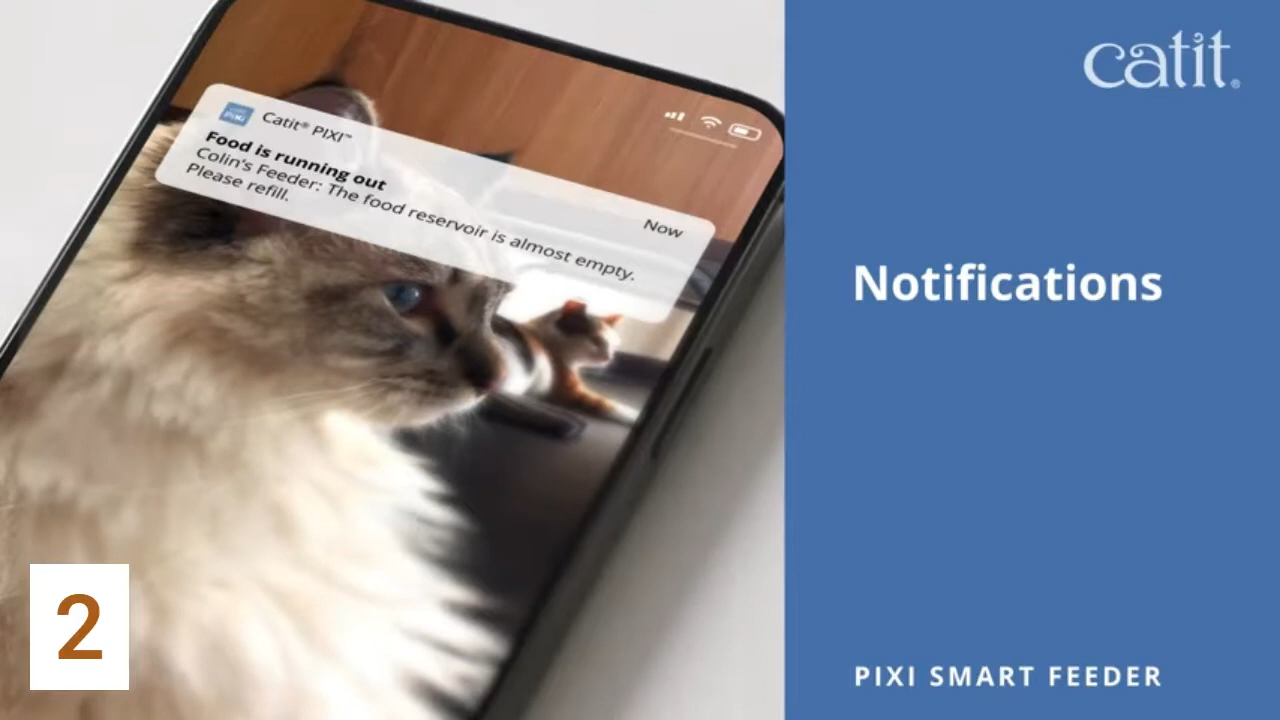 catit®
PIXI
Catit® PIXI™
Food is running out
Now
Colin's Feeder: The food reservoir is almost empty.
Please refill.
Notifications
2
PIXI SMART FEEDER